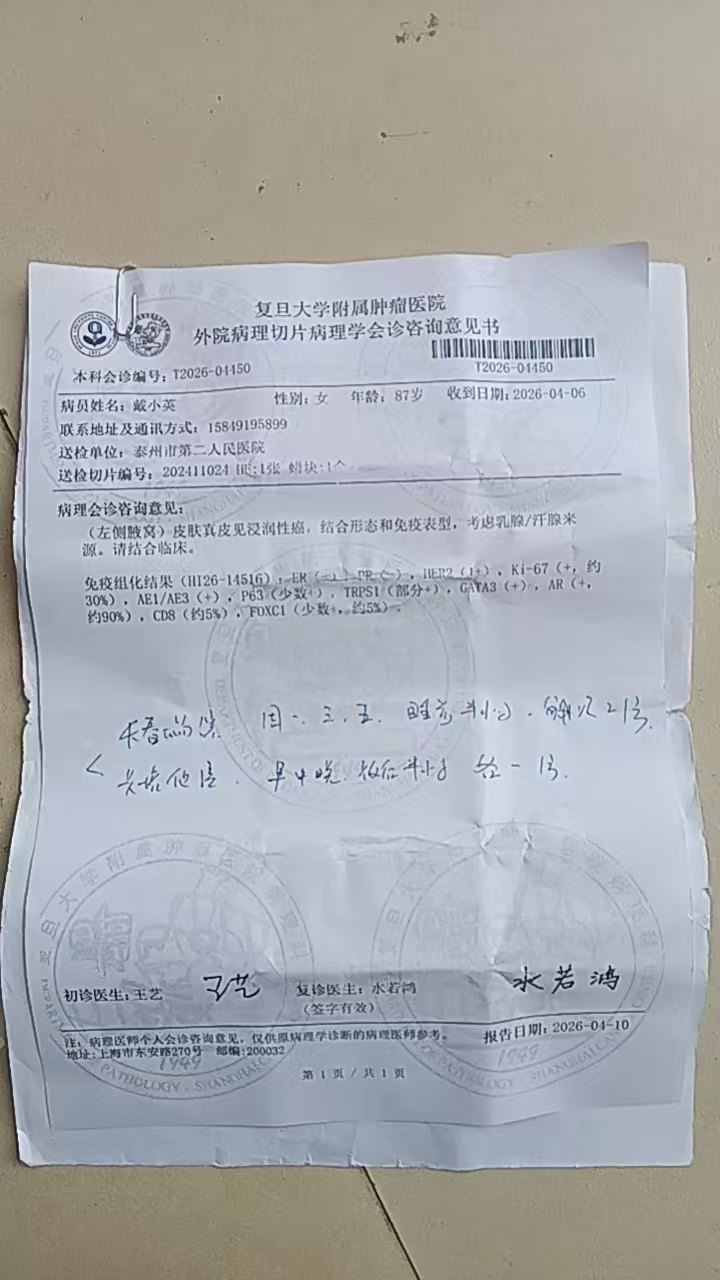 复旦大学附属肿瘤医院
外院病理切片病理学会诊咨询意见书
本科会诊编号: T2026-04450
T2026-04450
病员姓名: 戴小英 性别: 女 年龄: 87岁 收到日期: 2026-04-06
联系地址及通讯方式: 15849195899
送检单位: 泰州市第二人民医院
送检切片编号: 202411024 HE:1张 蜡块:1个
病理会诊咨询意见:
(左侧腋窝)皮肤真皮见浸润性癌, 结合形态和免疫表型, 考虑乳腺/汗腺来
源。请结合临床。
免疫组化结果(HI26-14516): ER(-), PR(-), HER2(1+), Ki-67(+, 约
30%), AE1/AE3(+), P63(少数+), TRPS1(部分+), GATA3(+), AR(+,
约90%), CD8(约5%), FOXC1(少数+, 约5%)。
周一、三、五
早中晚 饭后
初诊医生: 王艺 王艺 复诊医生: 水若鸿 水若鸿
(签字有效)
注: 病理医师个人会诊咨询意见, 仅供原病理学诊断的病理医师参考。 报告日期: 2026-04-10
地址:上海市东安路270号 邮编:200032
第 1 页 / 共 1 页